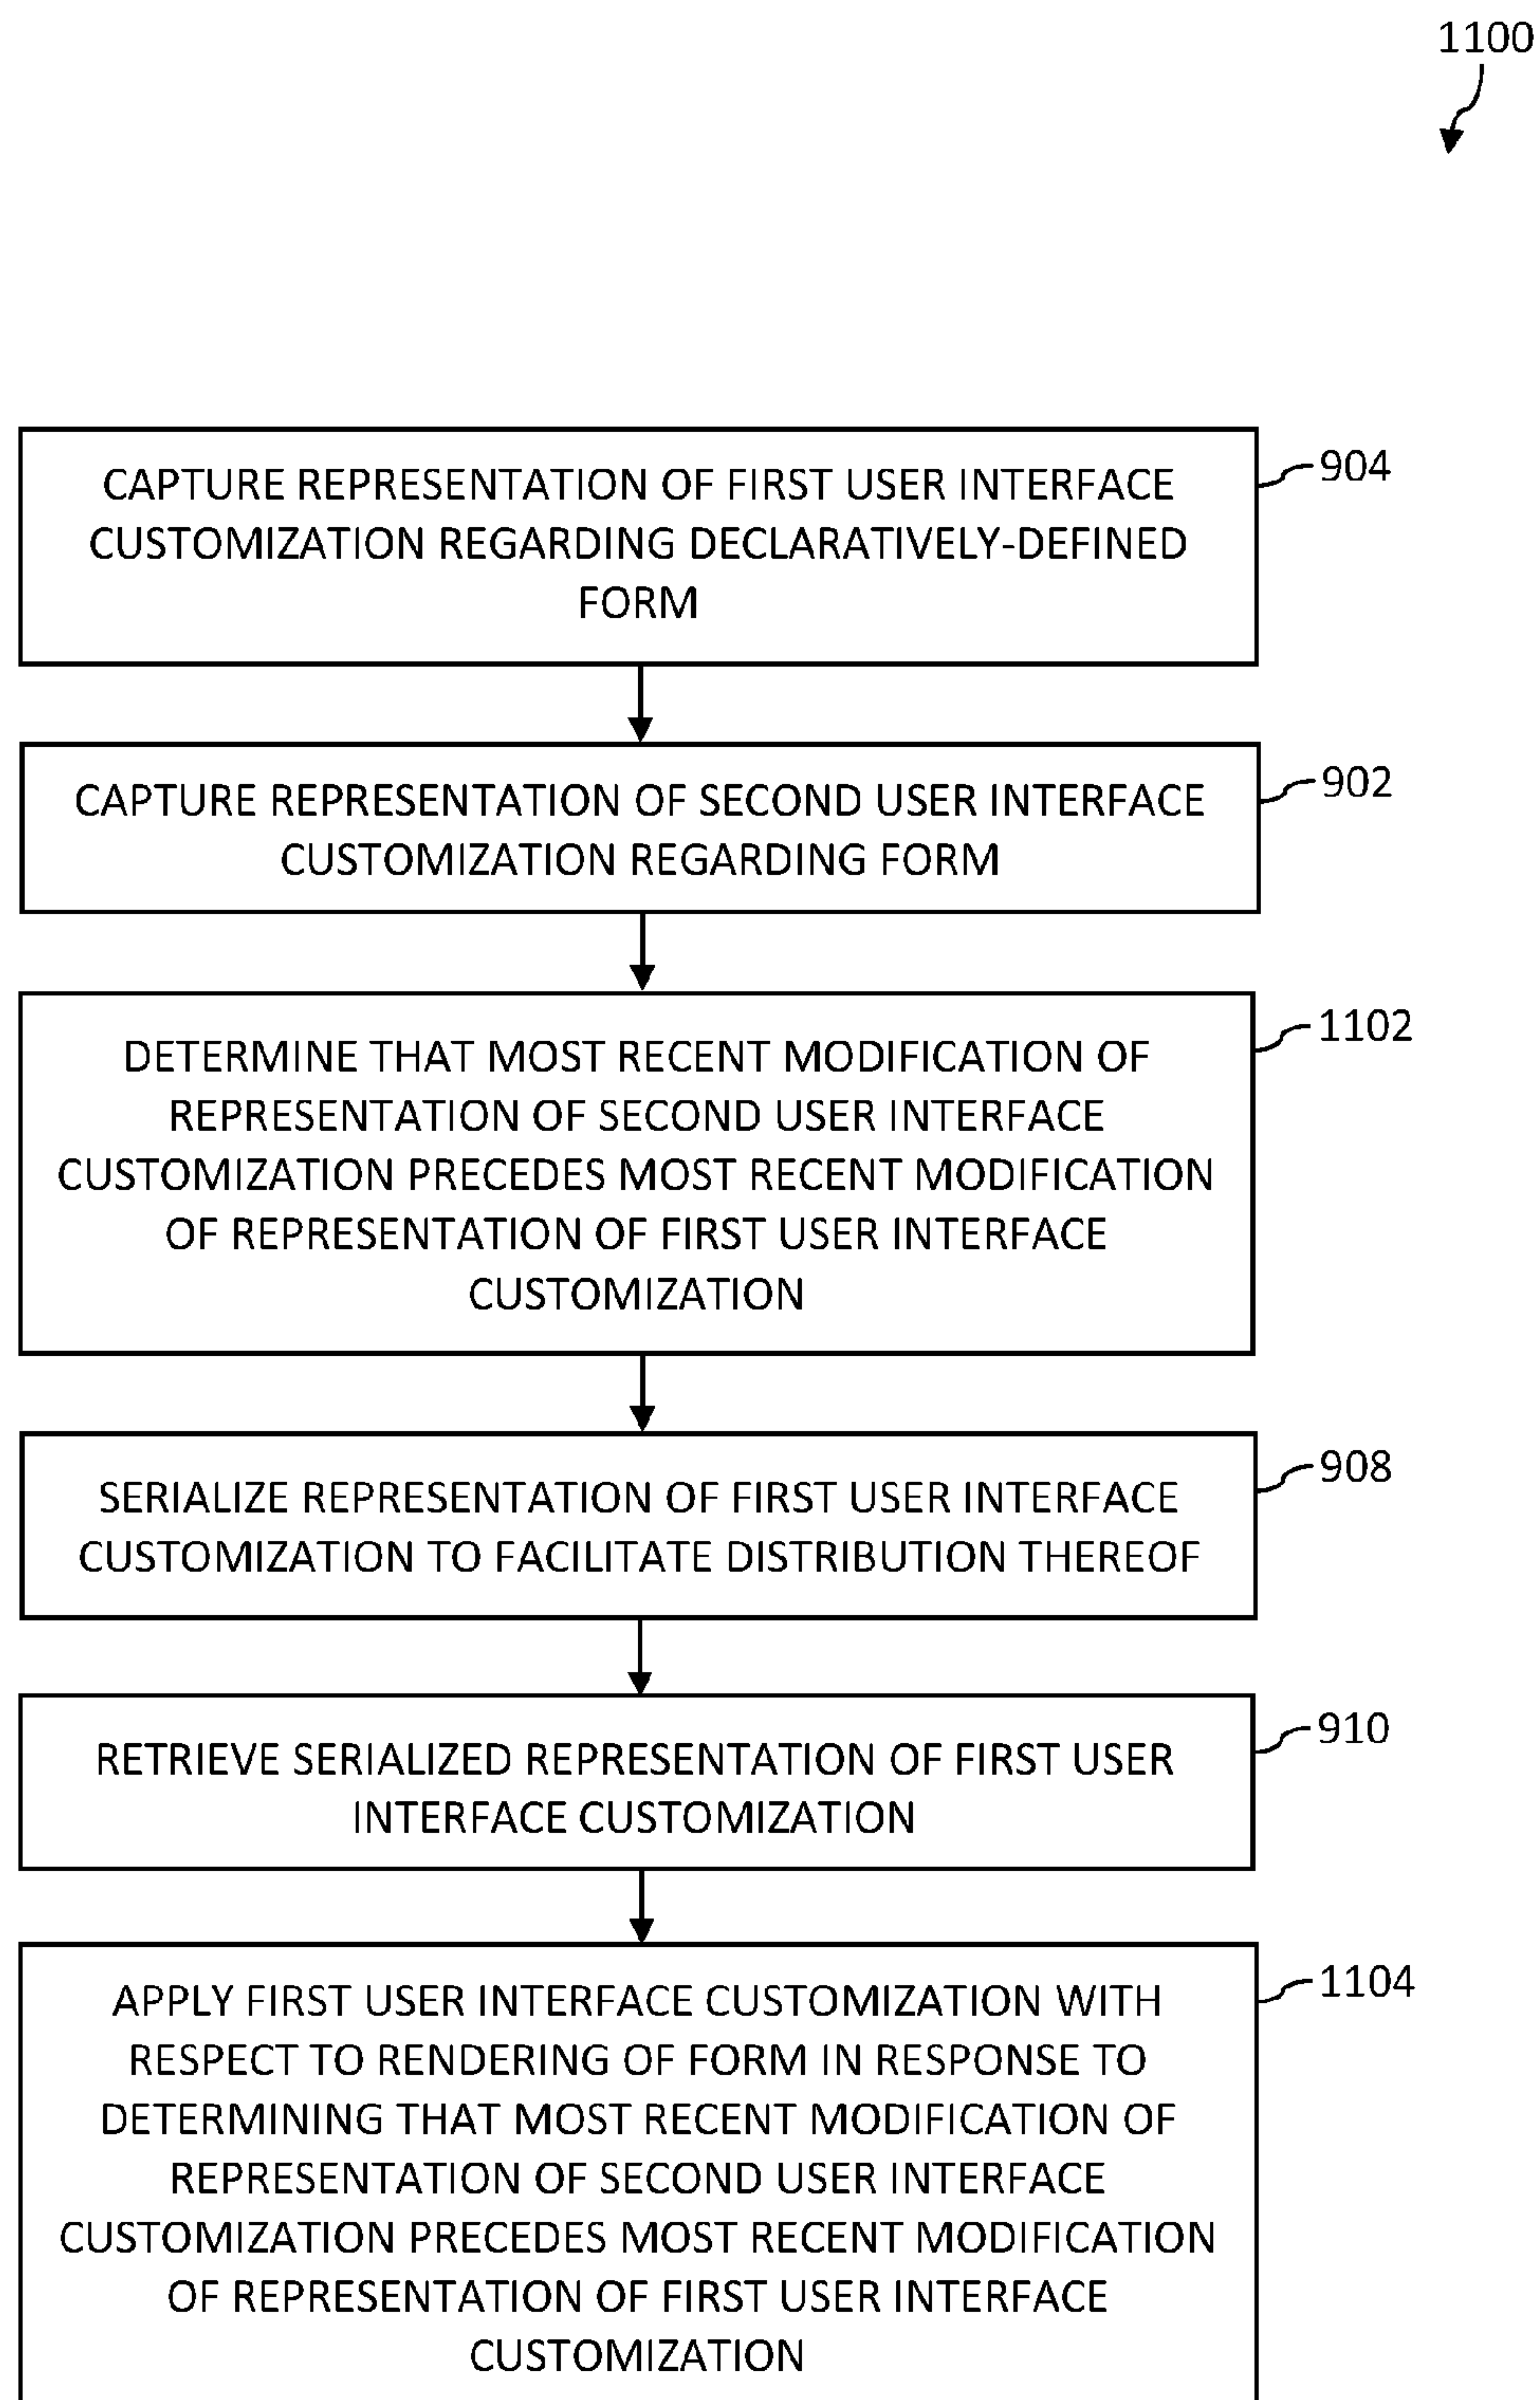 1100
CAPTURE REPRESENTATION OF FIRST USER INTERFACE
CUSTOMIZATION REGARDING DECLARATIVELY-DEFINED
FORM
904
CAPTURE REPRESENTATION OF SECOND USER INTERFACE
CUSTOMIZATION REGARDING FORM
902
DETERMINE THAT MOST RECENT MODIFICATION OF
REPRESENTATION OF SECOND USER INTERFACE
CUSTOMIZATION PRECEDES MOST RECENT MODIFICATION
OF REPRESENTATION OF FIRST USER INTERFACE
CUSTOMIZATION
1102
SERIALIZE REPRESENTATION OF FIRST USER INTERFACE
CUSTOMIZATION TO FACILITATE DISTRIBUTION THEREOF
908
RETRIEVE SERIALIZED REPRESENTATION OF FIRST USER
INTERFACE CUSTOMIZATION
910
APPLY FIRST USER INTERFACE CUSTOMIZATION WITH
RESPECT TO RENDERING OF FORM IN RESPONSE TO
DETERMINING THAT MOST RECENT MODIFICATION OF
REPRESENTATION OF SECOND USER INTERFACE
CUSTOMIZATION PRECEDES MOST RECENT MODIFICATION
OF REPRESENTATION OF FIRST USER INTERFACE
CUSTOMIZATION
1104